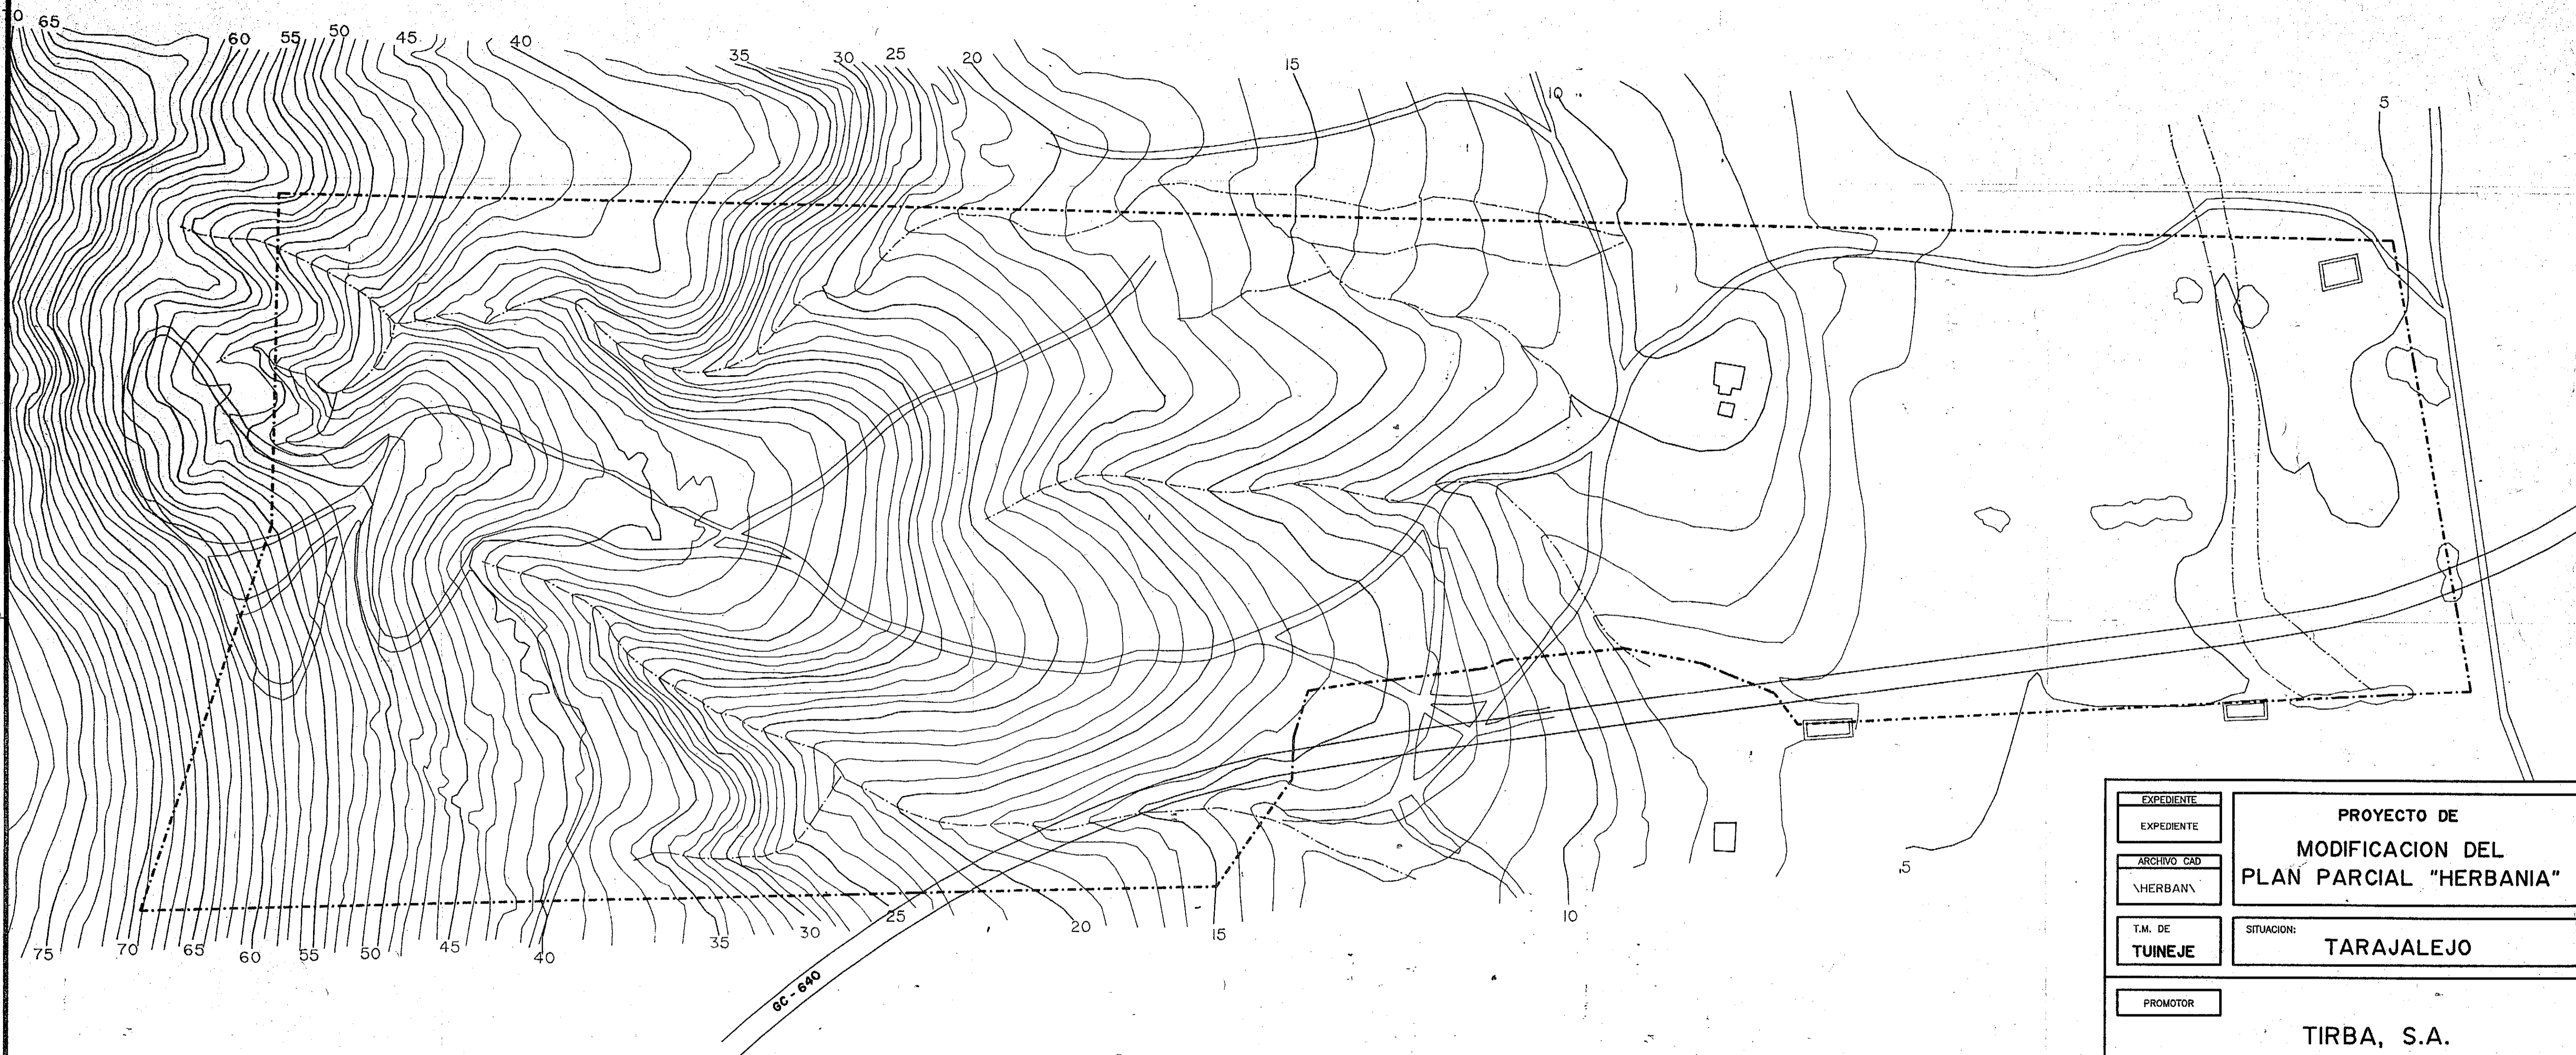 65
60
55
50
45
40
35
30
25
20
15
10
5
5
75
70
65
60
55
50
45
40
35
30
25
20
15
10
GC-640
EXPEDIENTE
EXPEDIENTE
ARCHIVO CAD
\HERBAN\
T.M. DE
TUINEJE
PROYECTO DE
MODIFICACION DEL
PLAN PARCIAL "HERBANIA"
SITUACION:
TARAJALEJO
PROMOTOR
TIRBA, S.A.